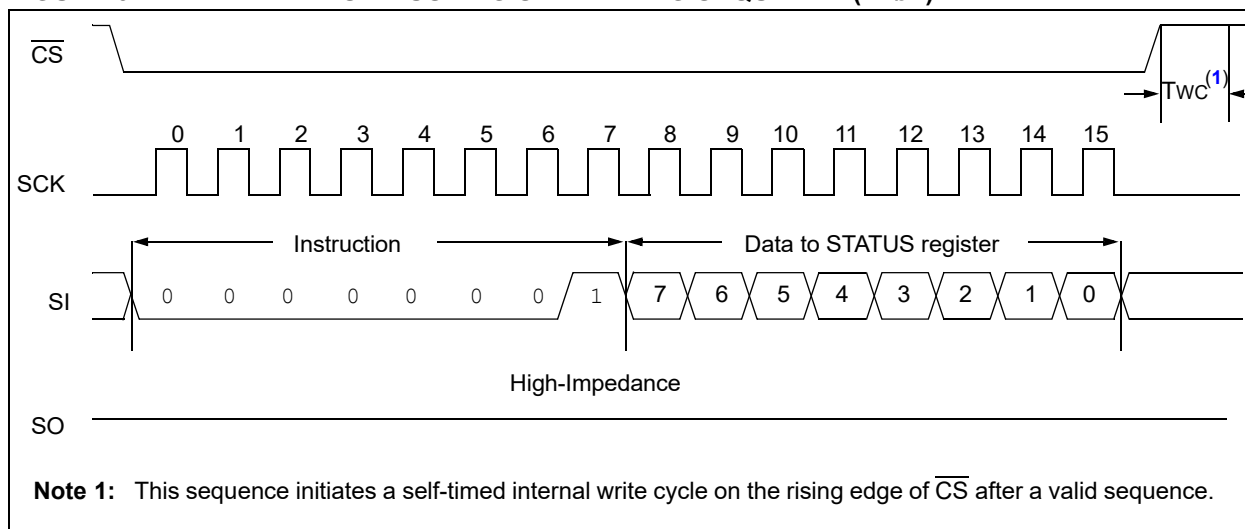 CS
TWC(1)
0 1 2 3 4 5 6 7 8 9 10 11 12 13 14 15
SCK
Instruction
Data to STATUS register
SI
0 0 0 0 0 0 0 1 7 6 5 4 3 2 1 0
High-Impedance
SO
Note 1: This sequence initiates a self-timed internal write cycle on the rising edge of CS after a valid sequence.